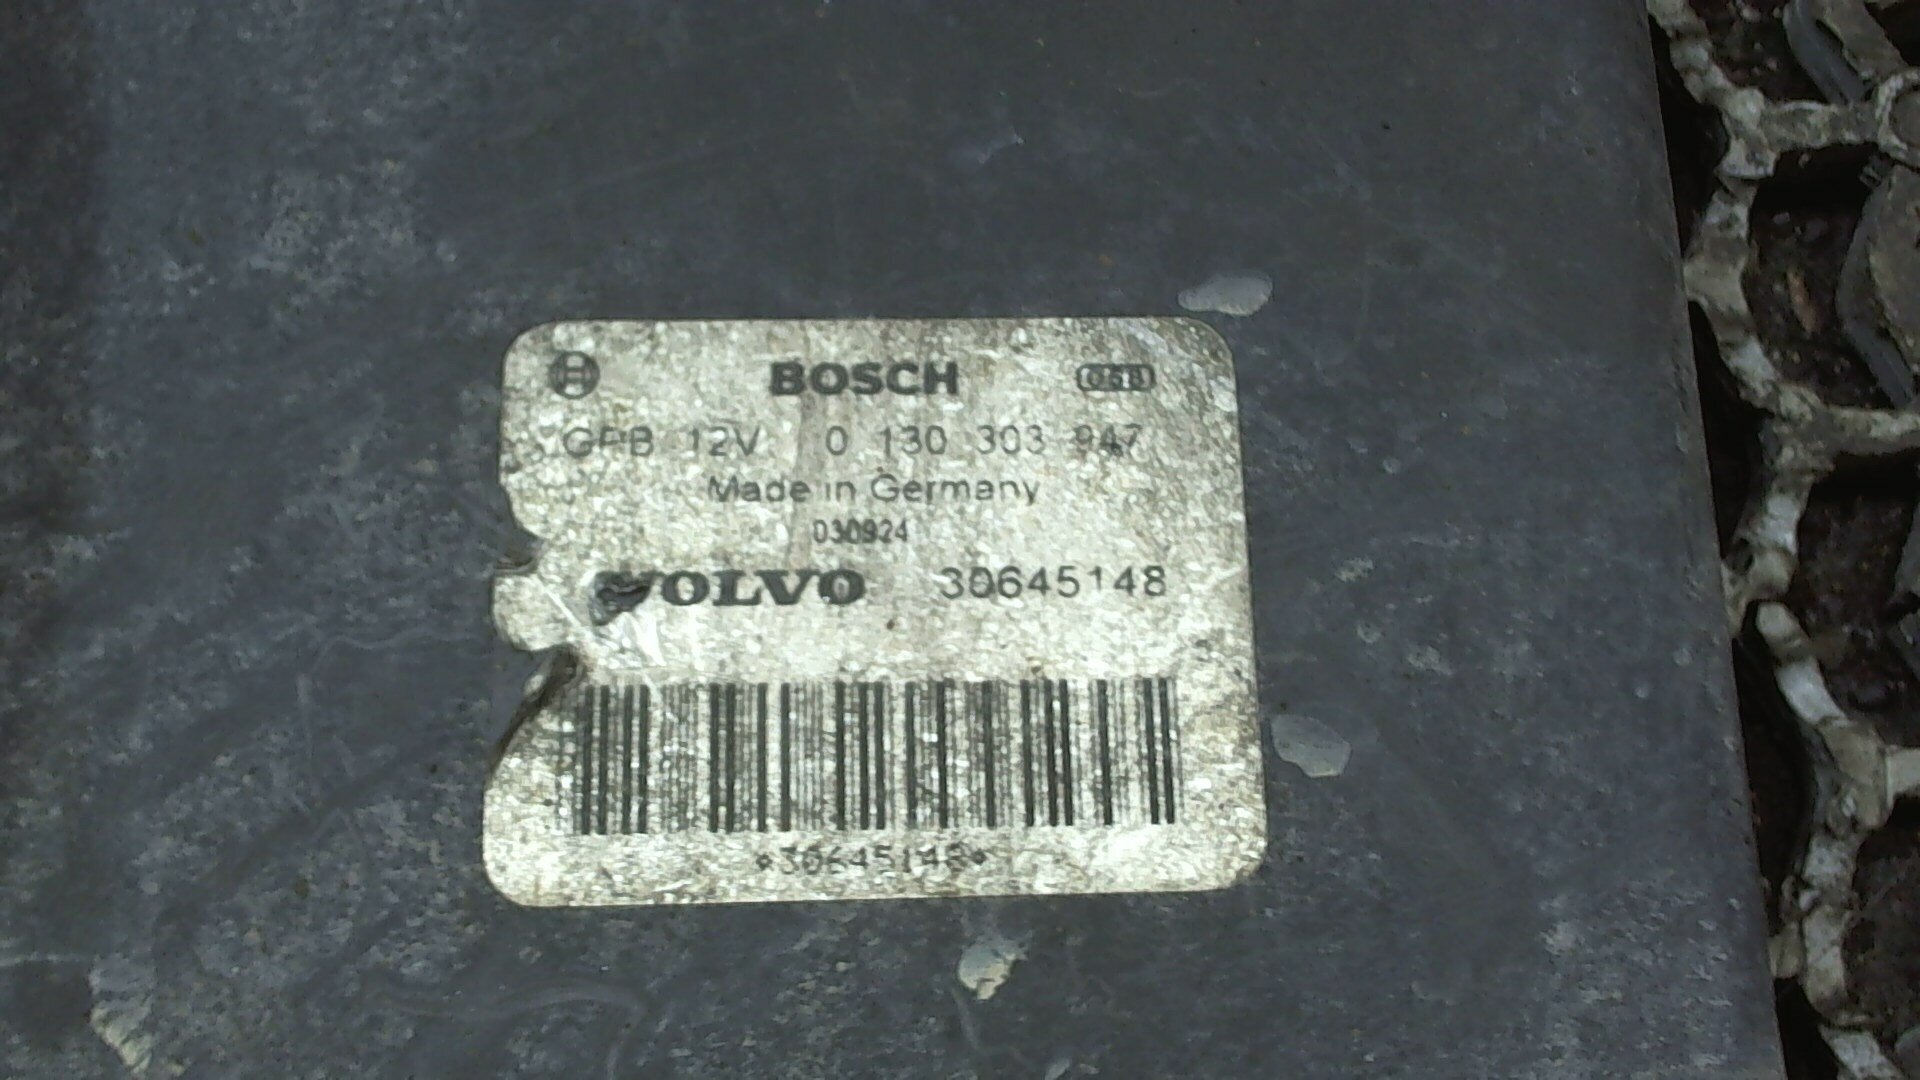 BOSCH
GPB 12V 0 130 303 947
Made in Germany
030924
VOLVO 30645148
*30645148*